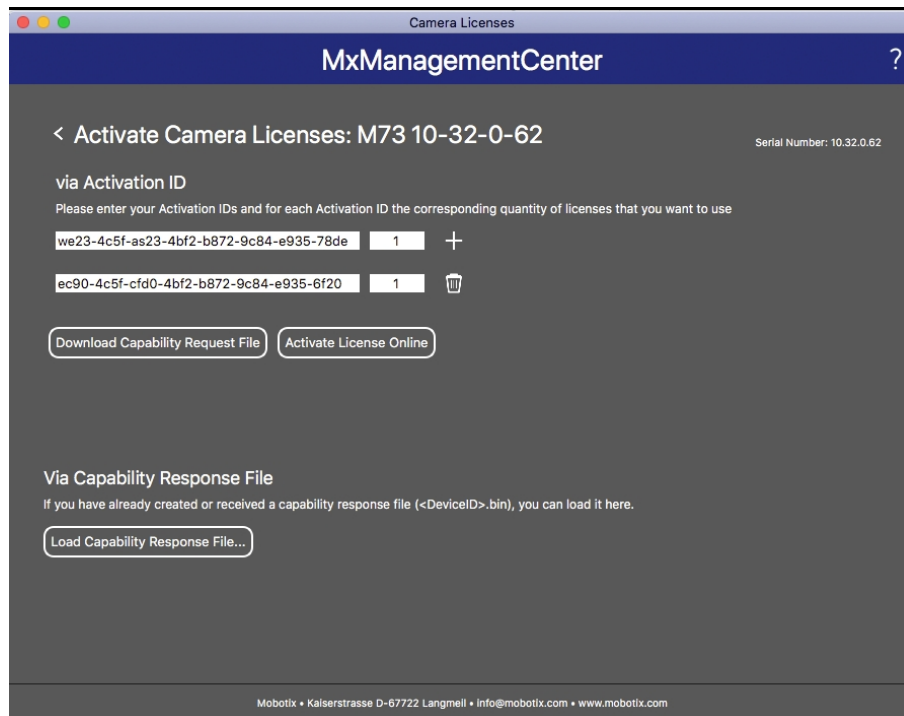 Camera Licenses
MxManagementCenter
?
< Activate Camera Licenses: M73 10-32-0-62
Serial Number: 10.32.0.62
via Activation ID
Please enter your Activation IDs and for each Activation ID the corresponding quantity of licenses that you want to use
we23-4c5f-as23-4bf2-b872-9c84-e935-78de 1 +
ec90-4c5f-cfd0-4bf2-b872-9c84-e935-6f20 1
Download Capability Request File Activate License Online
Via Capability Response File
If you have already created or received a capability response file (<DeviceID>.bin), you can load it here.
Load Capability Response File...
Mobotix • Kaiserstrasse D-67722 Langmeil • info@mobotix.com • www.mobotix.com